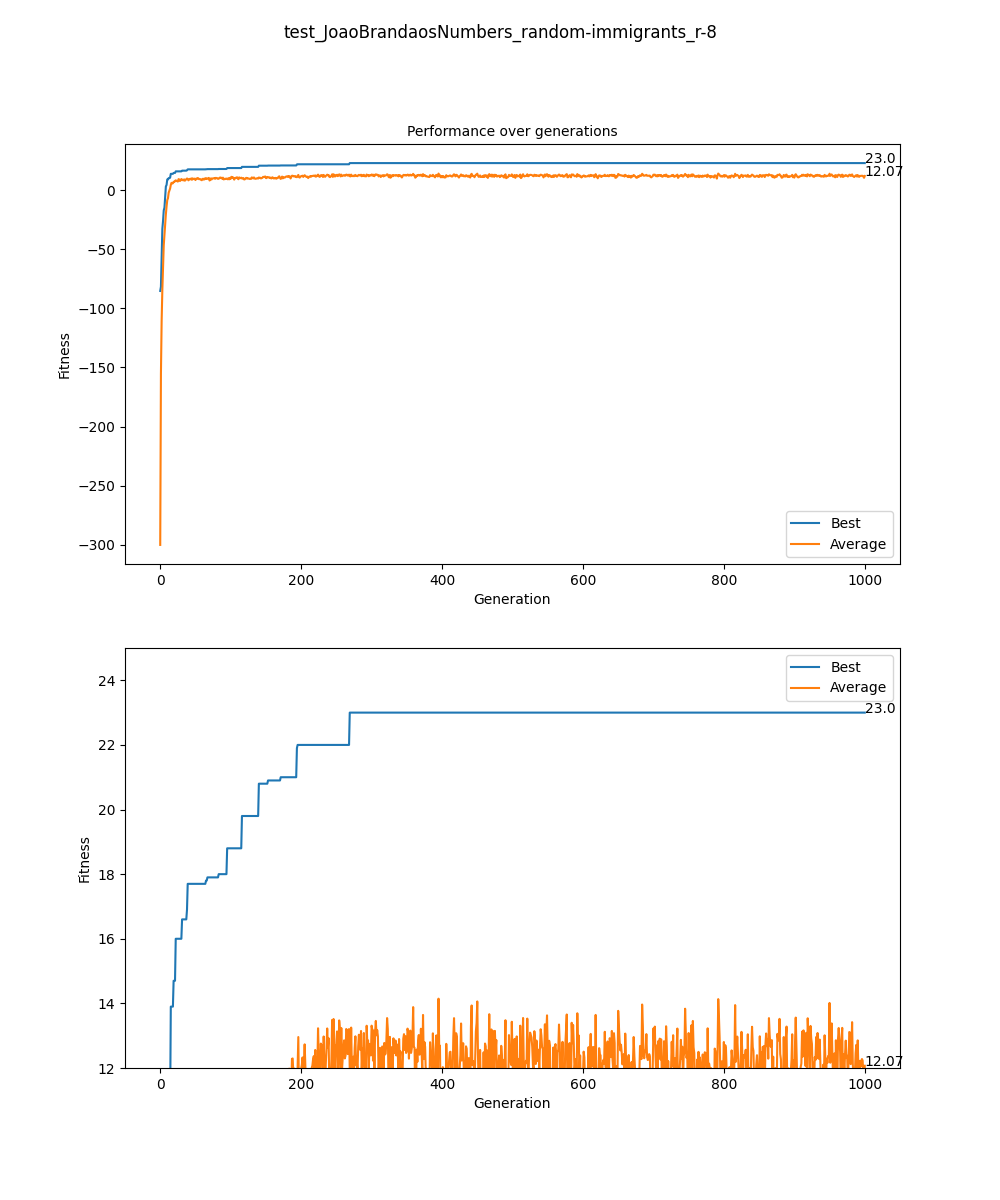 test_JoaoBrandaosNumbers_random-immigrants_r-8
Performance over generations
Fitness
0
−50
−100
−150
−200
−250
−300
23.0
12.07
Best
Average
0 200 400 600 800 1000
Generation
Fitness
24
22
20
18
16
14
12
Best
Average
23.0
12.07
0 200 400 600 800 1000
Generation